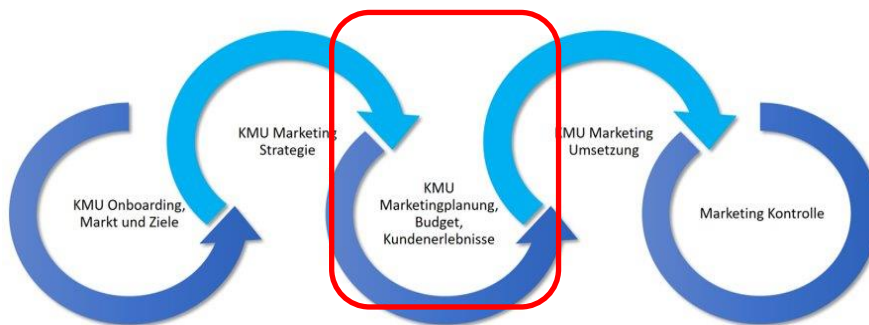 KMU Onboarding,
Markt und Ziele
KMU Marketing
Strategie
KMU
Marketingplanung,
Budget,
Kundenerlebnisse
KMU Marketing
Umsetzung
Marketing Kontrolle